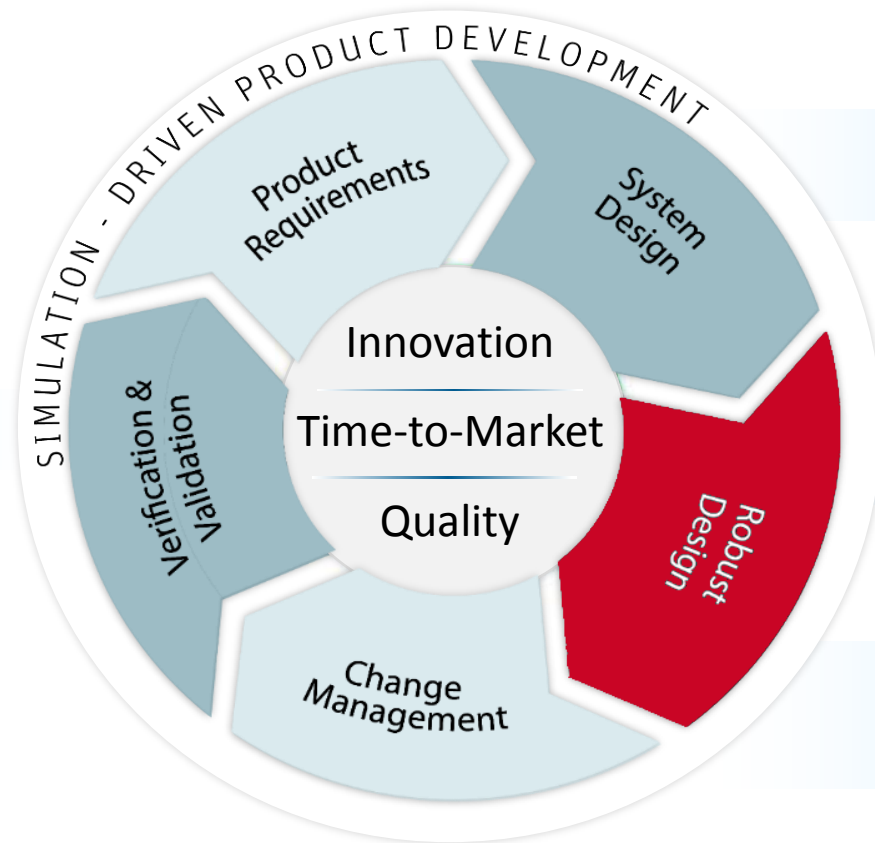 SIMULATION - DRIVEN PRODUCT DEVELOPMENT
Product
Requirements
System
Design
Robust
Design
Change
Management
Verification &
Validation
Innovation
Time-to-Market
Quality